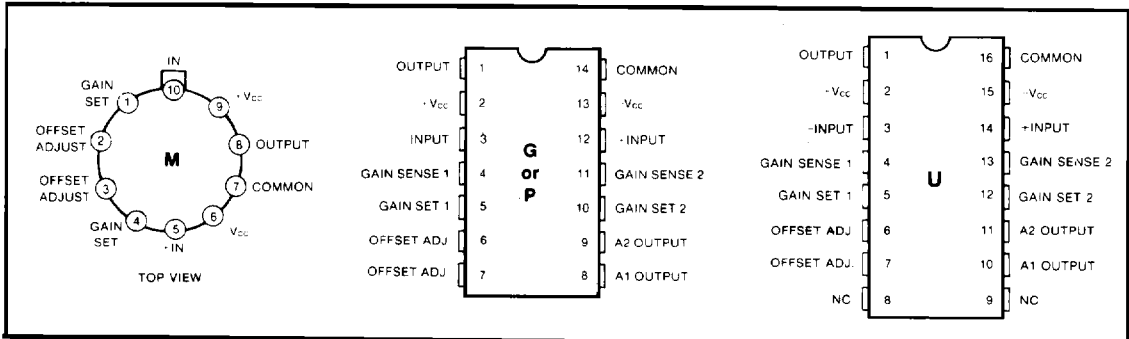 IN
10
GAIN
SET
1
9
·Vcc
OFFSET
ADJUST
2
8
OUTPUT
M
OFFSET
ADJUST
3
7
COMMON
GAIN
SET
4
5
6
Vcc
·IN
TOP VIEW
OUTPUT 1 14 COMMON
·Vcc 2 13 ·Vcc
INPUT 3 12 ·INPUT
GAIN SENSE 1 4 11 GAIN SENSE 2
GAIN SET 1 5 10 GAIN SET 2
OFFSET ADJ 6 9 A2 OUTPUT
OFFSET ADJ 7 8 A1 OUTPUT
G
or
P
OUTPUT 1 16 COMMON
-Vcc 2 15 -Vcc
-INPUT 3 14 +INPUT
GAIN SENSE 1 4 13 GAIN SENSE 2
GAIN SET 1 5 12 GAIN SET 2
OFFSET ADJ 6 11 A2 OUTPUT
OFFSET ADJ. 7 10 A1 OUTPUT
NC 8 9 NC
U